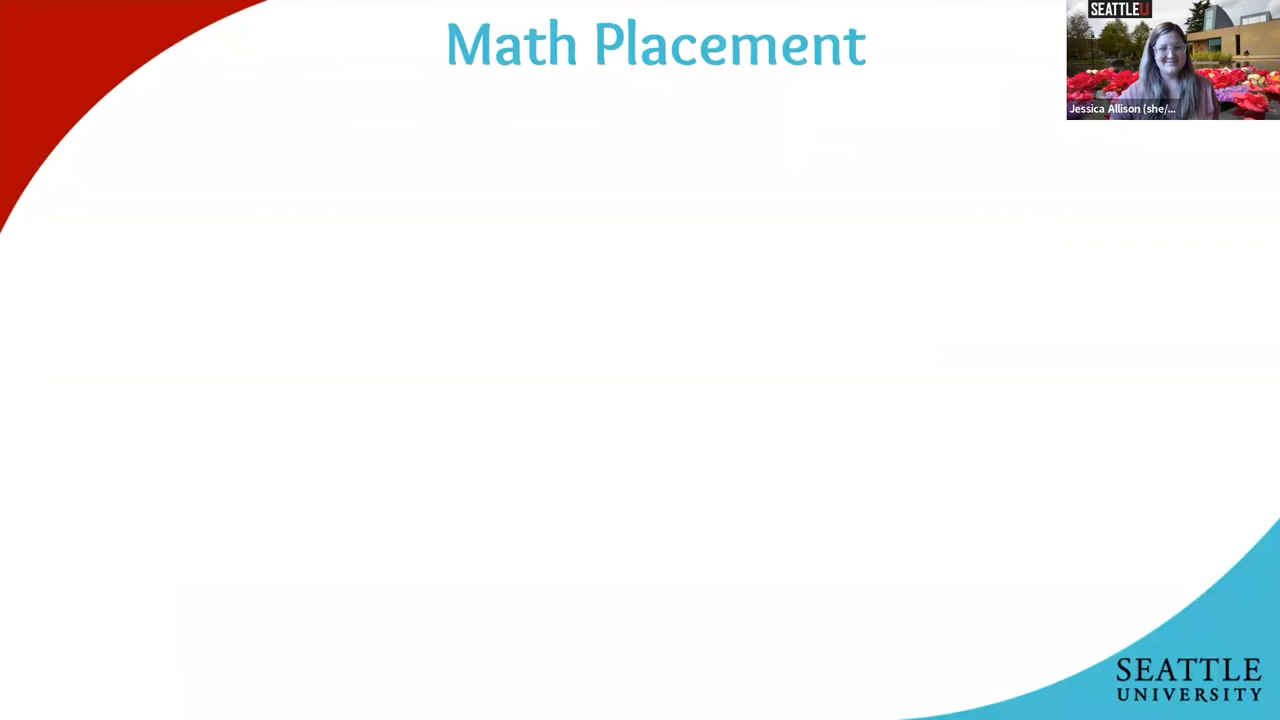 Math Placement
SEATTLEU
Jessica Allison (she/...
SEATTLE
UNIVERSITY